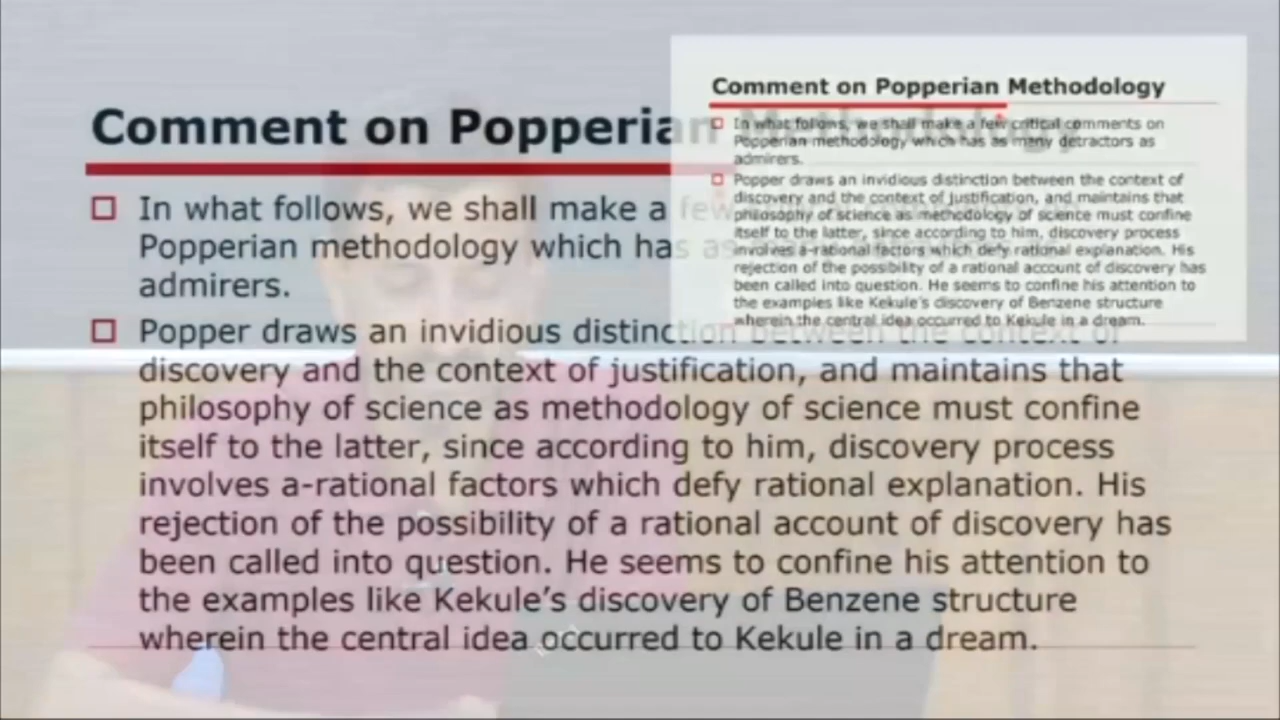 Comment on Popperian
In what follows, we shall make a few
Popperian methodology which has as
admirers.
Popper draws an invidious distinction between the context of
discovery and the context of justification, and maintains that
philosophy of science as methodology of science must confine
itself to the latter, since according to him, discovery process
involves a-rational factors which defy rational explanation. His
rejection of the possibility of a rational account of discovery has
been called into question. He seems to confine his attention to
the examples like Kekule's discovery of Benzene structure
wherein the central idea occurred to Kekule in a dream.
Comment on Popperian Methodology
In what follows, we shall make a few critical comments on
Popperian methodology which has as many detractors as
admirers.
Popper draws an invidious distinction between the context of
discovery and the context of justification, and maintains that
philosophy of science as methodology of science must confine
itself to the latter, since according to him, discovery process
involves a-rational factors which defy rational explanation. His
rejection of the possibility of a rational account of discovery has
been called into question. He seems to confine his attention to
the examples like Kekule's discovery of Benzene structure
wherein the central idea occurred to Kekule in a dream.